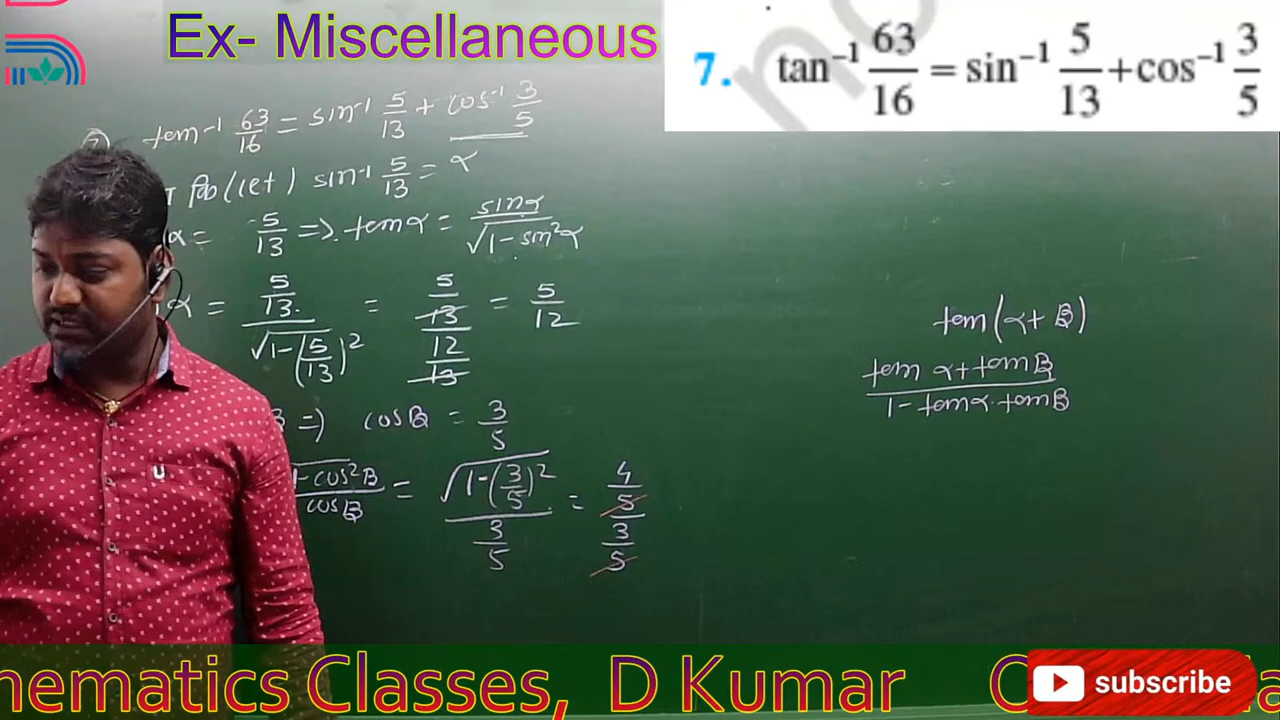 Ex- Miscellaneous
7. tan⁻¹ 63/16 = sin⁻¹ 5/13 + cos⁻¹ 3/5
7) tan⁻¹ 63/16 = sin⁻¹ 5/13 + cos⁻¹ 3/5
(let) sin⁻¹ 5/13 = α
α = 5/13 => tanα = sinα/√1-sin²α
α = 5/13/√1-(5/13)² = 5/13/12/13 = 5/12
tan(α+B)
tan α+tanB/1-tanα.tanB
=) cosB = 3/5
1-cos²B/cosB = √1-(3/5)²/3/5 = 4/5/3/5
hematics Classes, D Kumar
subscribe